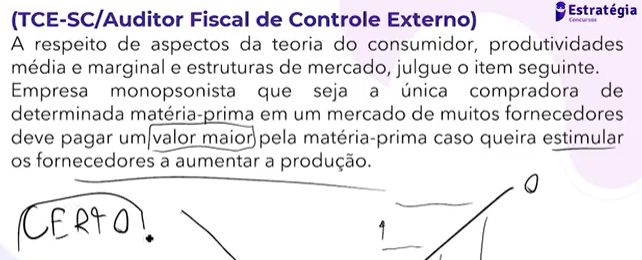 (TCE-SC/Auditor Fiscal de Controle Externo)
Estratégia
Concursos
A respeito de aspectos da teoria do consumidor, produtividades
média e marginal e estruturas de mercado, julgue o item seguinte.
Empresa monopsonista que seja a única compradora de
determinada matéria-prima em um mercado de muitos fornecedores
deve pagar um valor maior pela matéria-prima caso queira estimular
os fornecedores a aumentar a produção.
CERTO!
O